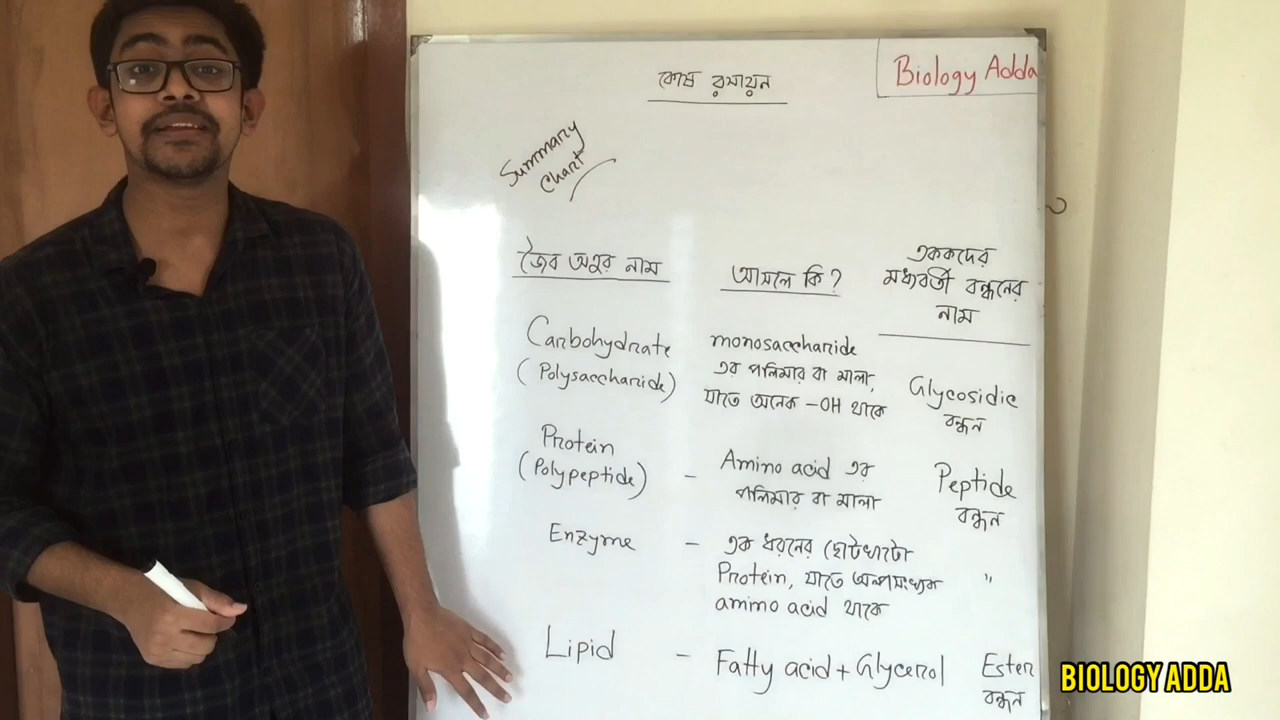 কোষ রসায়ন
Biology Adda
Summary
Chart
জৈব অণুর নাম
আসলে কি?
এককদের
মধ্যবর্তী বন্ধনের
নাম
Carbohydrate
(Polysaccharide)
monosaccharide
এর পলিমার বা মালা,
যাতে অনেক -OH থাকে
Glycosidic
বন্ধন
Protein
(Polypeptide)
- Amino acid এর
পলিমার বা মালা
Peptide
বন্ধন
Enzyme
- এক ধরনের ছোটখাটো
Protein, যাতে অল্পসংখ্যক
amino acid থাকে
"
Lipid
- Fatty acid + Glycerol
Ester
বন্ধন
BIOLOGY ADDA